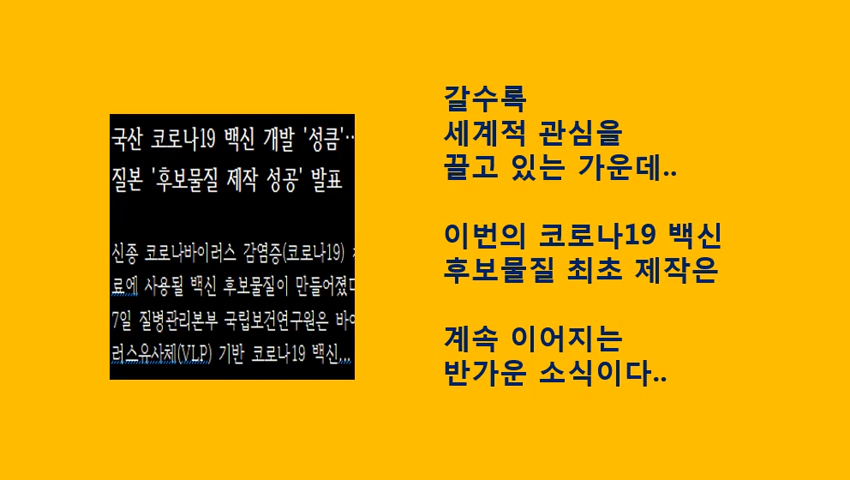 국산 코로나19 백신 개발 '성큼'··
질본 '후보물질 제작 성공' 발표
신종 코로나바이러스 감염증(코로나19)
료에 사용될 백신 후보물질이 만들어졌다
7일 질병관리본부 국립보건연구원은 바이
러스유사체(VLP) 기반 코로나19 백신...
갈수록
세계적 관심을
끌고 있는 가운데..
이번의 코로나19 백신
후보물질 최초 제작은
계속 이어지는
반가운 소식이다..